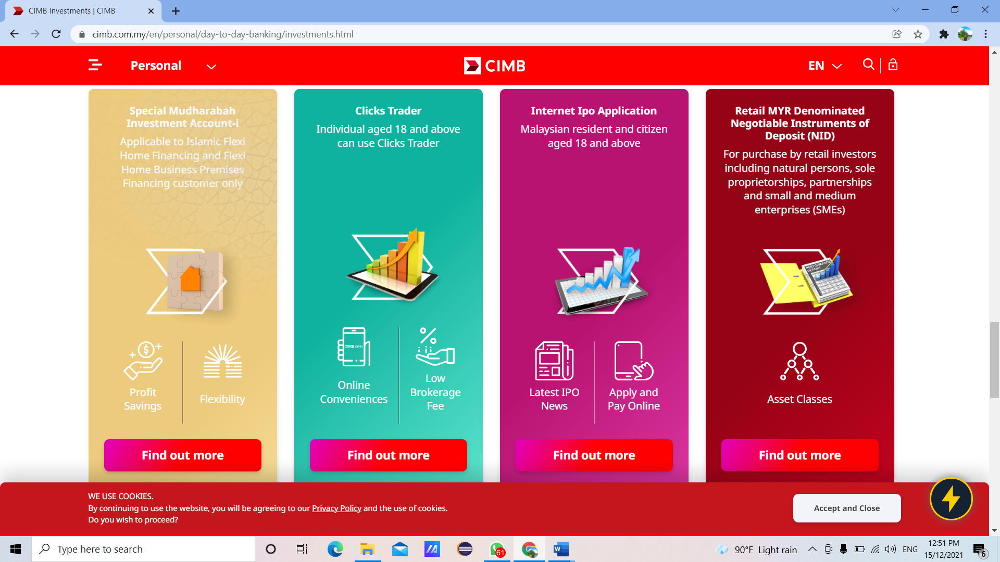 CIMB Investments | CIMB
cimb.com.my/en/personal/day-to-day-banking/investments.html
Personal
CIMB
EN
Special Mudharabah
Investment Account-i
Applicable to Islamic Flexi
Home Financing and Flexi
Home Business Premises
Financing customer only
Profit
Savings
Flexibility
Find out more
Clicks Trader
Individual aged 18 and above
can use Clicks Trader
CIMB Clicks
Online
Conveniences
Low
Brokerage
Fee
Find out more
Internet Ipo Application
Malaysian resident and citizen
aged 18 and above
Latest IPO
News
Apply and
Pay Online
Find out more
Retail MYR Denominated
Negotiable Instruments of
Deposit (NID)
For purchase by retail investors
including natural persons, sole
proprietorships, partnerships
and small and medium
enterprises (SMEs)
PERFORMANCE
REPORT
Asset Classes
Find out more
WE USE COOKIES.
By continuing to use the website, you will be agreeing to our Privacy Policy and the use of cookies.
Do you wish to proceed?
Accept and Close
Type here to search
61
W
90°F Light rain
ENG
12:51 PM
15/12/2021
6